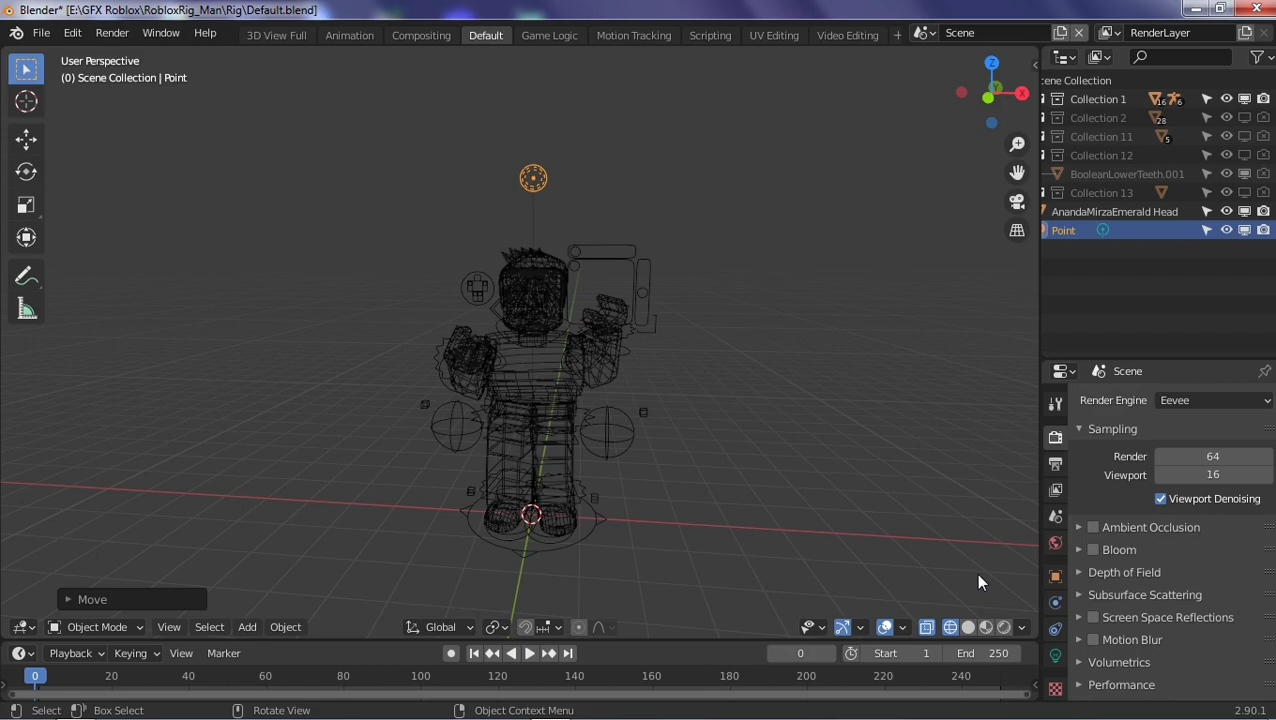 Blender* [E:\GFX Roblox\RobloxRig_Man\Rig\Default.blend]
File Edit Render Window Help 3D View Full Animation Compositing Default Game Logic Motion Tracking Scripting UV Editing Video Editing + Scene RenderLayer
User Perspective
(0) Scene Collection | Point
Z
Y
X
cene Collection
Collection 1 16 6
Collection 2 28
Collection 11 5
Collection 12
BooleanLowerTeeth.001
Collection 13
AnandaMirzaEmerald Head
Point
Scene
Render Engine Eevee
Sampling
Render 64
Viewport 16
Viewport Denoising
Ambient Occlusion
Bloom
Depth of Field
Subsurface Scattering
Screen Space Reflections
Motion Blur
Volumetrics
Performance
Move
Object Mode View Select Add Object Global
Playback Keying View Marker 0 Start 1 End 250
0 20 40 60 80 100 120 140 160 180 200 220 240
Select Box Select Rotate View Object Context Menu 2.90.1